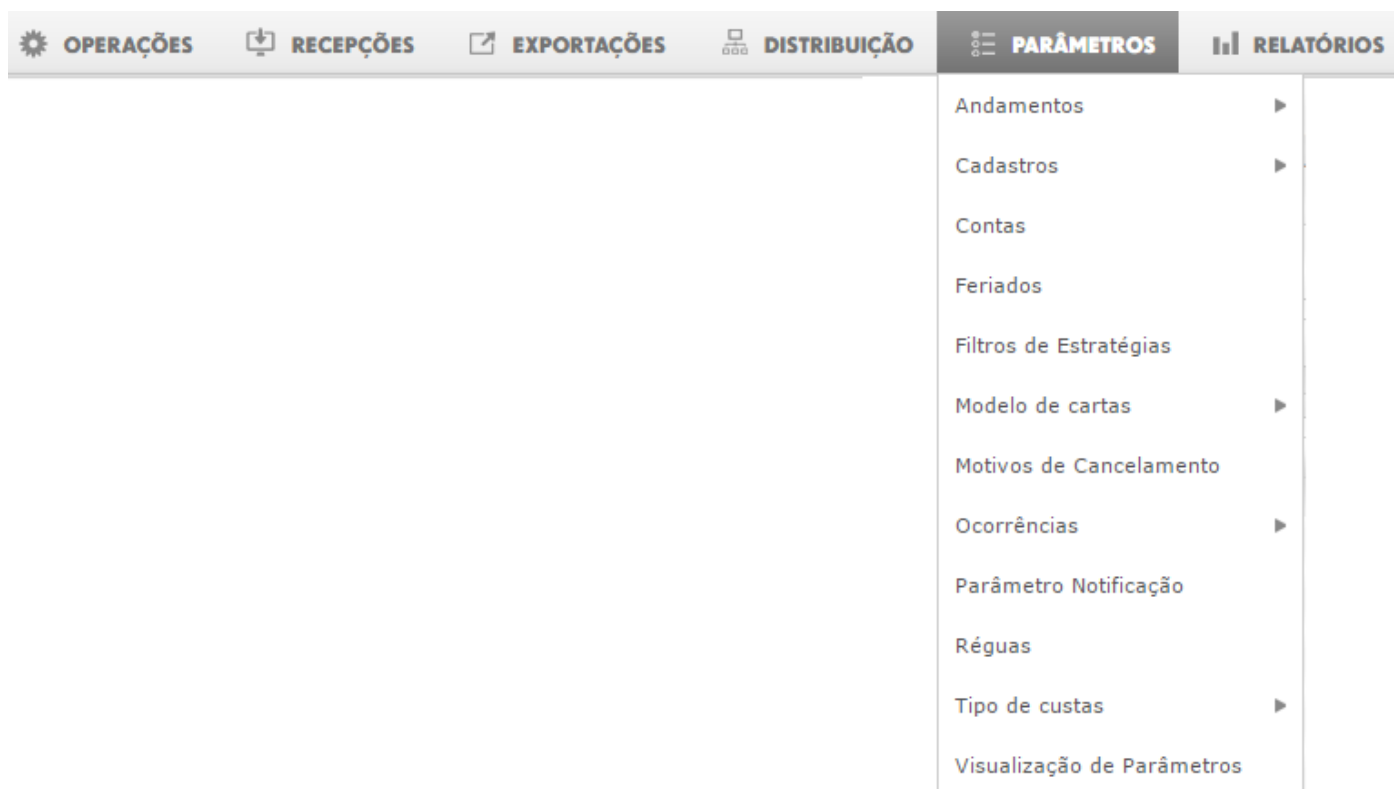 OPERAÇÕES RECEPÇÕES EXPORTAÇÕES DISTRIBUIÇÃO PARÂMETROS RELATÓRIOS
Andamentos
Cadastros
Contas
Feriados
Filtros de Estratégias
Modelo de cartas
Motivos de Cancelamento
Ocorrências
Parâmetro Notificação
Réguas
Tipo de custas
Visualização de Parâmetros